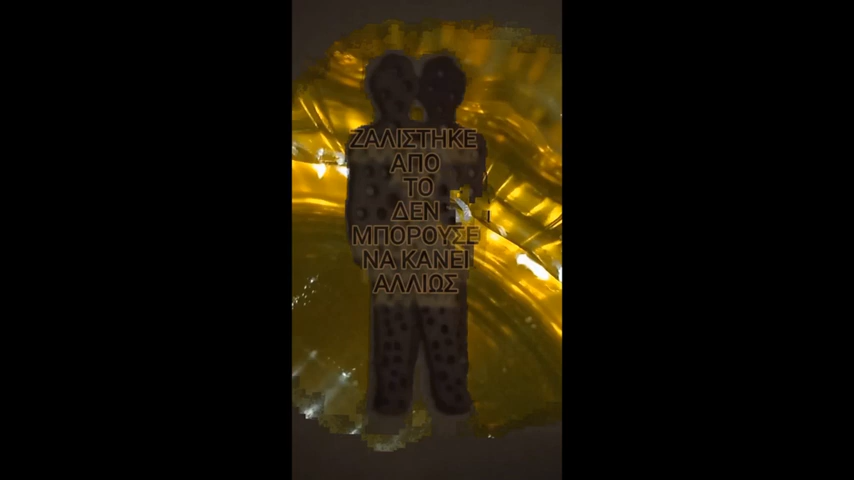 ΖΑΛΙΣΤΗΚΕ
ΑΠΟ
ΤΟ
ΔΕΝ
ΜΠΟΡΟΥΣΕ
ΝΑ ΚΑΝΕΙ
ΑΛΛΙΩΣ